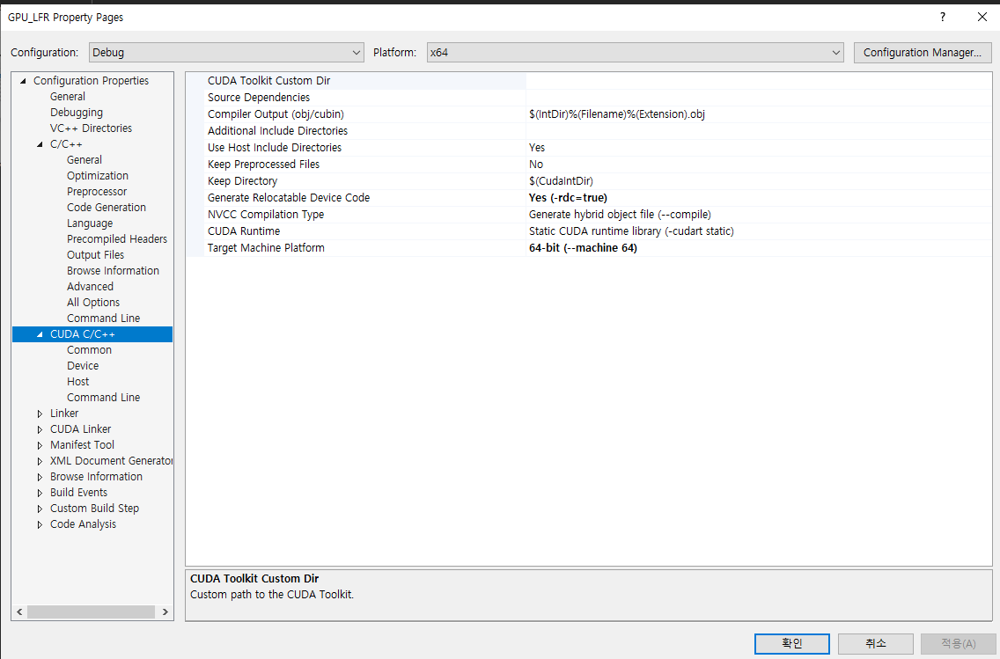 GPU_LFR Property Pages
?
Configuration: Debug Platform: x64 Configuration Manager...
Configuration Properties
General
Debugging
VC++ Directories
C/C++
General
Optimization
Preprocessor
Code Generation
Language
Precompiled Headers
Output Files
Browse Information
Advanced
All Options
Command Line
CUDA C/C++
Common
Device
Host
Command Line
Linker
CUDA Linker
Manifest Tool
XML Document Generator
Browse Information
Build Events
Custom Build Step
Code Analysis
CUDA Toolkit Custom Dir
Source Dependencies
Compiler Output (obj/cubin) $(IntDir)%(Filename)%(Extension).obj
Additional Include Directories
Use Host Include Directories Yes
Keep Preprocessed Files No
Keep Directory $(CudaIntDir)
Generate Relocatable Device Code Yes (-rdc=true)
NVCC Compilation Type Generate hybrid object file (--compile)
CUDA Runtime Static CUDA runtime library (-cudart static)
Target Machine Platform 64-bit (--machine 64)
CUDA Toolkit Custom Dir
Custom path to the CUDA Toolkit.
확인 취소 적용(A)